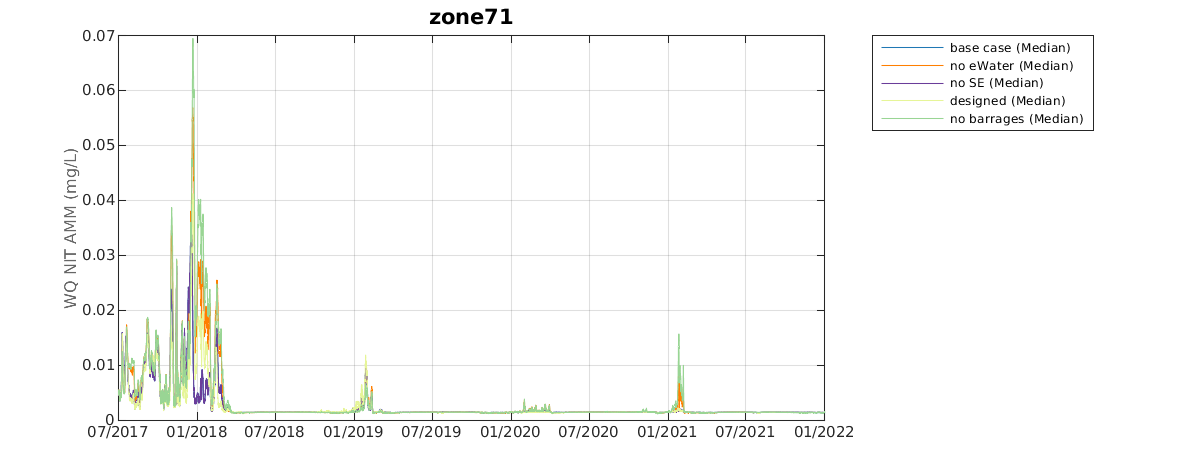 zone71
WQ NIT AMM (mg/L)
0.07
0.06
0.05
0.04
0.03
0.02
0.01
0
07/2017 01/2018 07/2018 01/2019 07/2019 01/2020 07/2020 01/2021 07/2021 01/2022
base case (Median)
no eWater (Median)
no SE (Median)
designed (Median)
no barrages (Median)